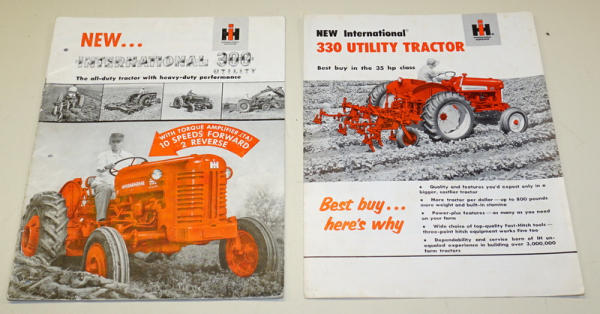 NEW...
IH
INTERNATIONAL 300
UTILITY
The all-duty tractor with heavy-duty performance
WITH TORQUE AMPLIFIER (TA)
10 SPEEDS FORWARD
2 REVERSE
INTERNATIONAL
IH
NEW International
330 UTILITY TRACTOR
IH
Best buy in the 35 hp class
Best buy...
here's why
• Quality and features you'd expect only in a
bigger, costlier tractor
• More tractor per dollar—up to 800 pounds
more weight and built-in stamina
• Power-plus features—as many as you need
on your farm
• Wide choice of top-quality Fast-Hitch tools—
three-point hitch equipment works fine too
• Dependability and service born of IH un-
equaled experience in building over 3,000,000
farm tractors